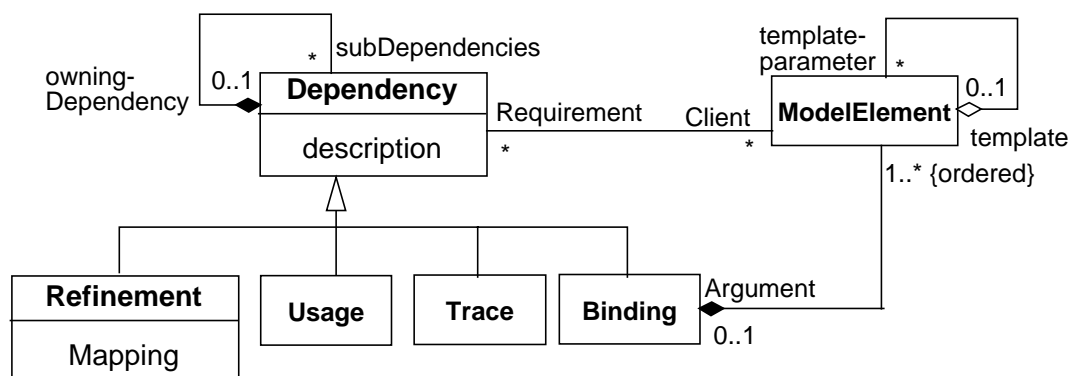 subDependencies
*
owning-
Dependency
0..1
Dependency
description
Requirement
*
Client
*
template-
parameter
*
0..1
ModelElement
template
1..* {ordered}
Refinement
Mapping
Usage
Trace
Binding
Argument
0..1